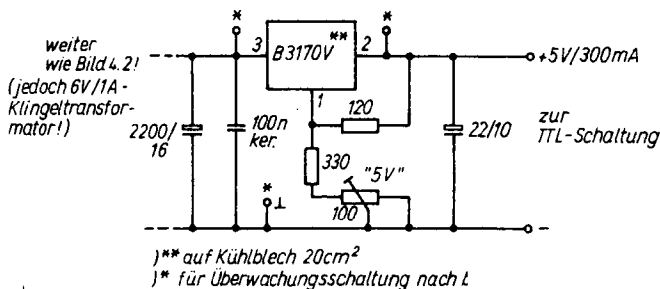 weiter
wie Bild 4.2!
(jedoch 6V/1A-
Klingeltransfor-
mator!)
2200/
16
100n
ker.
*
3
B3170V**
2
*
1
120
330
"5V"
100
*
⊥
22/10
+5V/300mA
zur
TTL-Schaltung
-
)** auf Kühlblech 20cm²
)* für Überwachungsschaltung nach